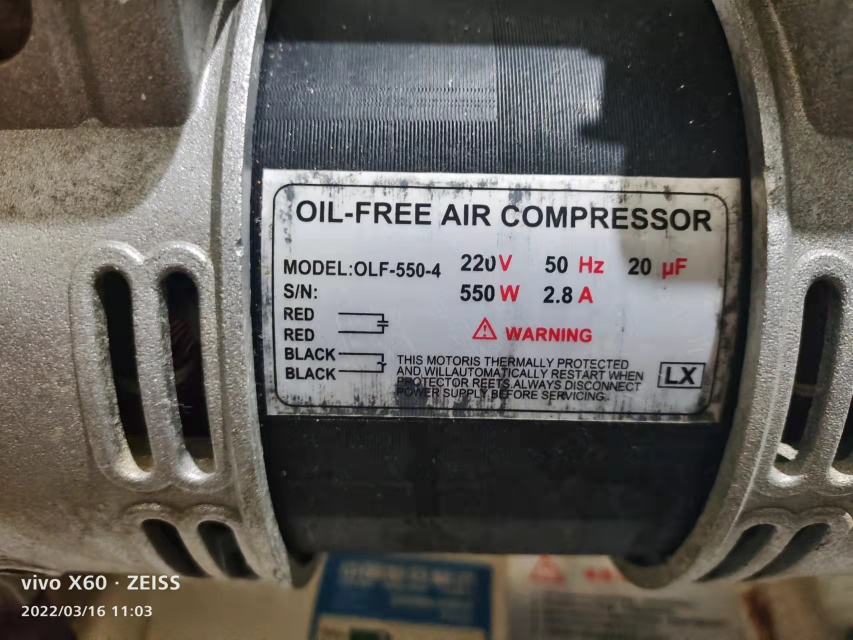 OIL-FREE AIR COMPRESSOR
MODEL:OLF-550-4 220V 50 Hz 20 µF
S/N: 550 W 2.8 A
RED
RED
WARNING
BLACK
BLACK
THIS MOTORIS THERMALLY PROTECTED
AND WILLAUTOMATICALLY RESTART WHEN
PROTECTOR REETS,ALWAYS DISCONNECT
POWER SUPPLY BEFORE SERVICING.
LX
vivo X60 · ZEISS
2022/03/16 11:03